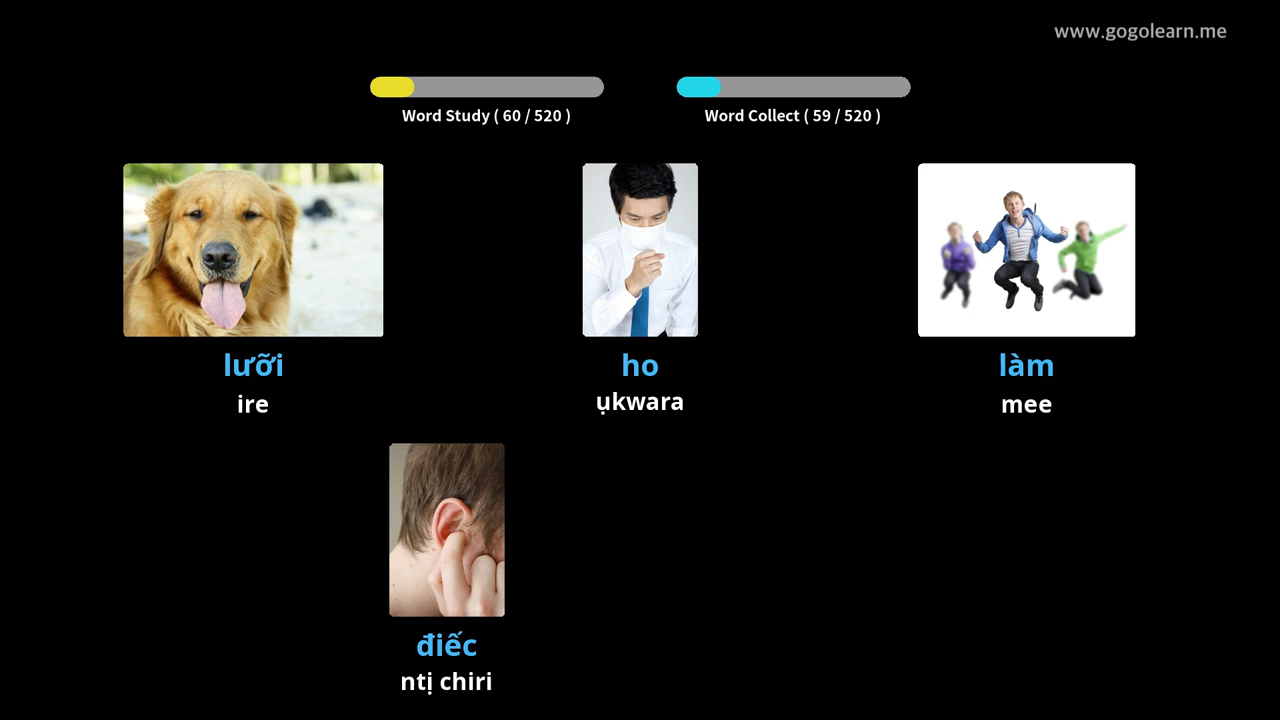 www.gogolearn.me
Word Study ( 60 / 520 )
Word Collect ( 59 / 520 )
lưỡi
ire
ho
ụkwara
làm
mee
điếc
ntị chiri